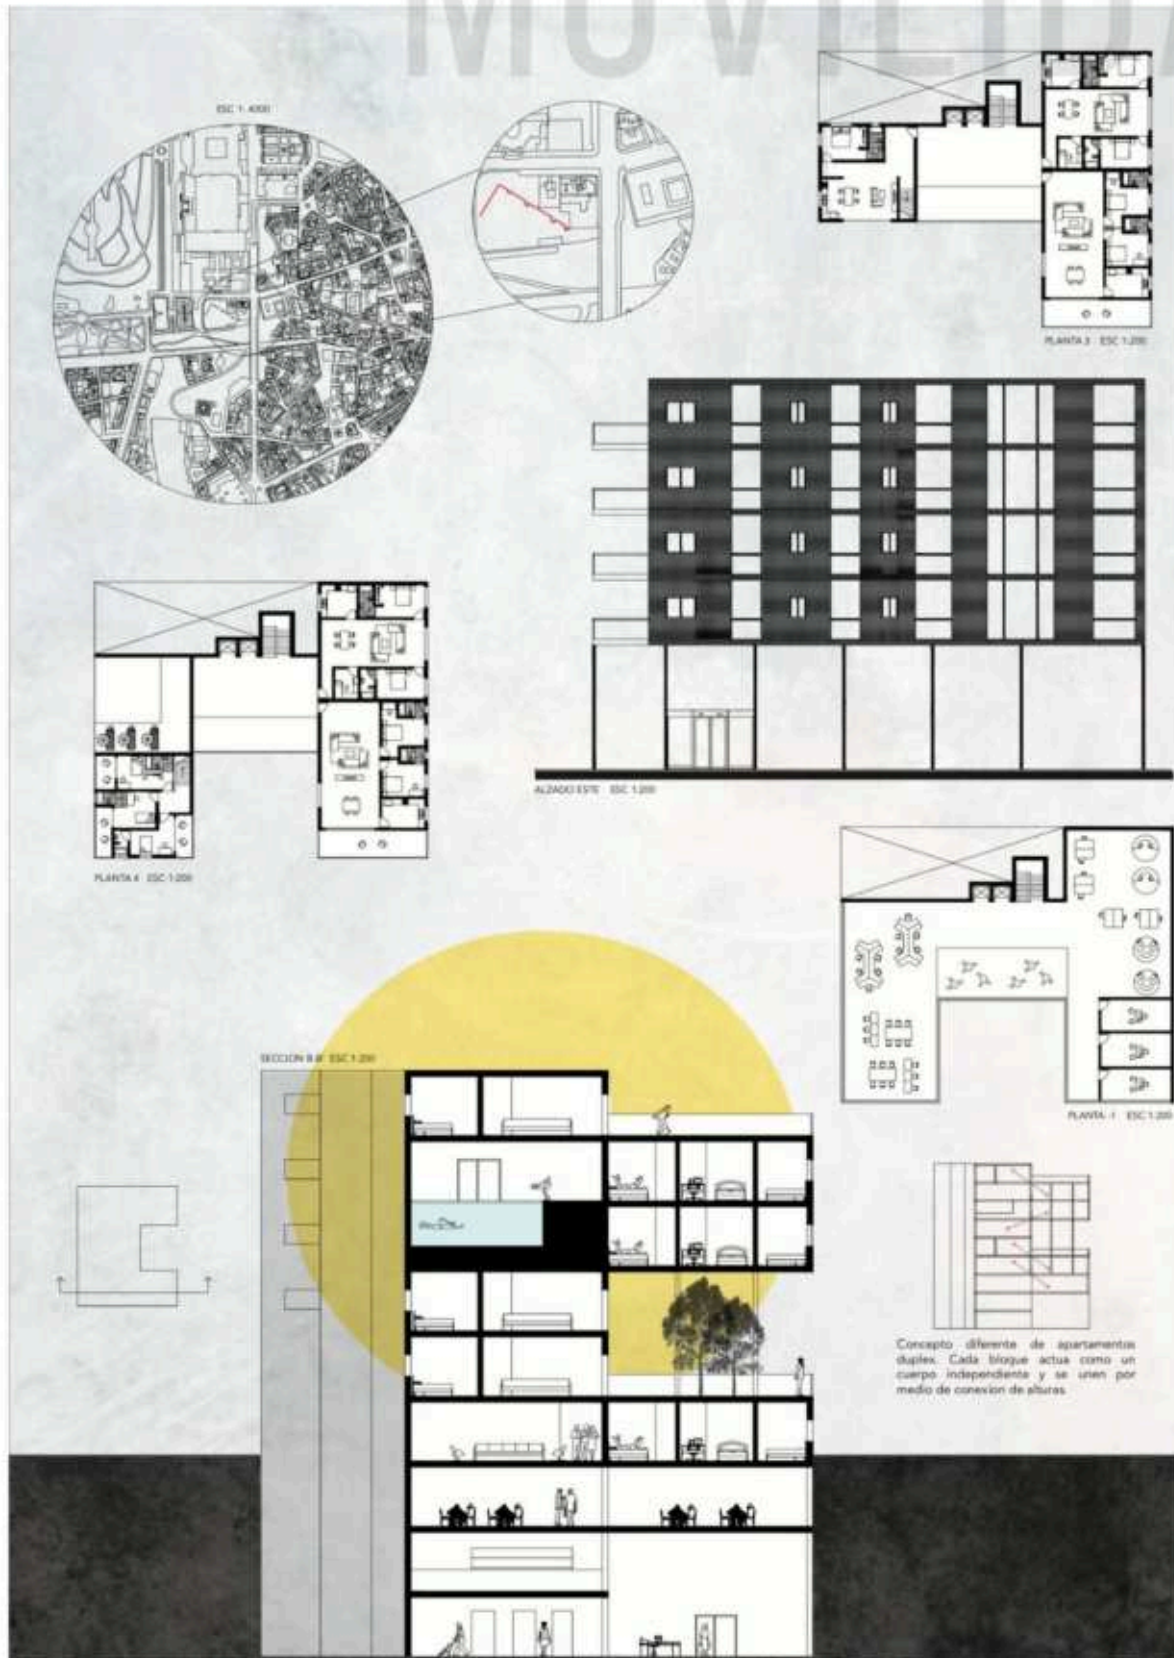 MOVILIDA
ESC 1: 4000
PLANTA 3 ESC 1:200
ALZADO ESTE ESC 1:200
PLANTA 4 ESC 1:200
PLANTA -1 ESC 1:200
SECCION B-B' ESC 1:200
Concepto diferente de apartamentos
duplex. Cada bloque actua como un
cuerpo independiente y se unen por
medio de conexion de alturas